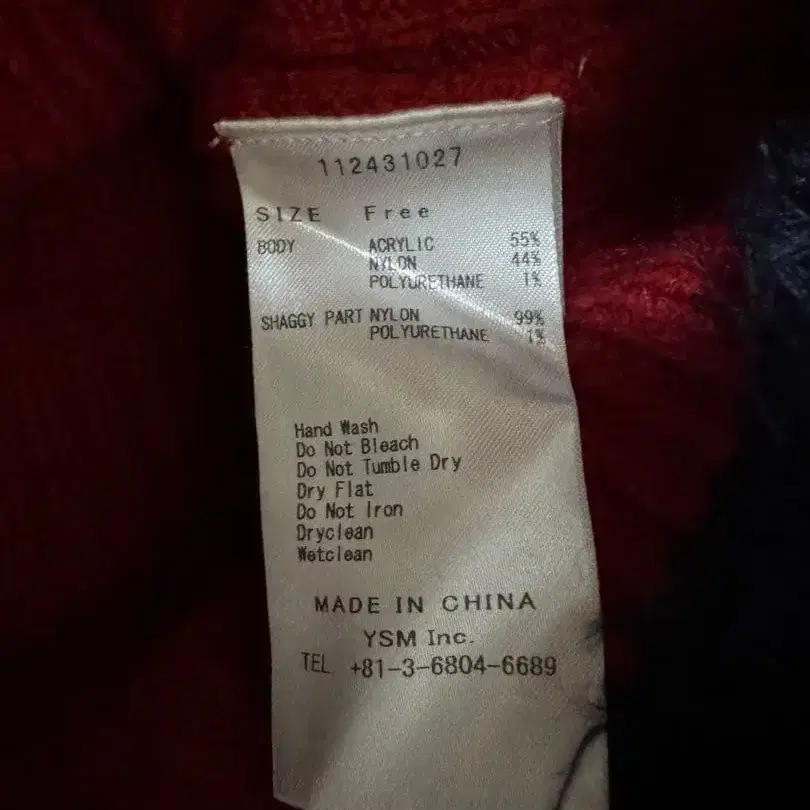 112431027
SIZE Free
BODY ACRYLIC 55%
NYLON 44%
POLYURETHANE 1%
SHAGGY PART NYLON 99%
POLYURETHANE 1%
Hand Wash
Do Not Bleach
Do Not Tumble Dry
Dry Flat
Do Not Iron
Dryclean
Wetclean
MADE IN CHINA
YSM Inc.
TEL +81-3-6804-6689